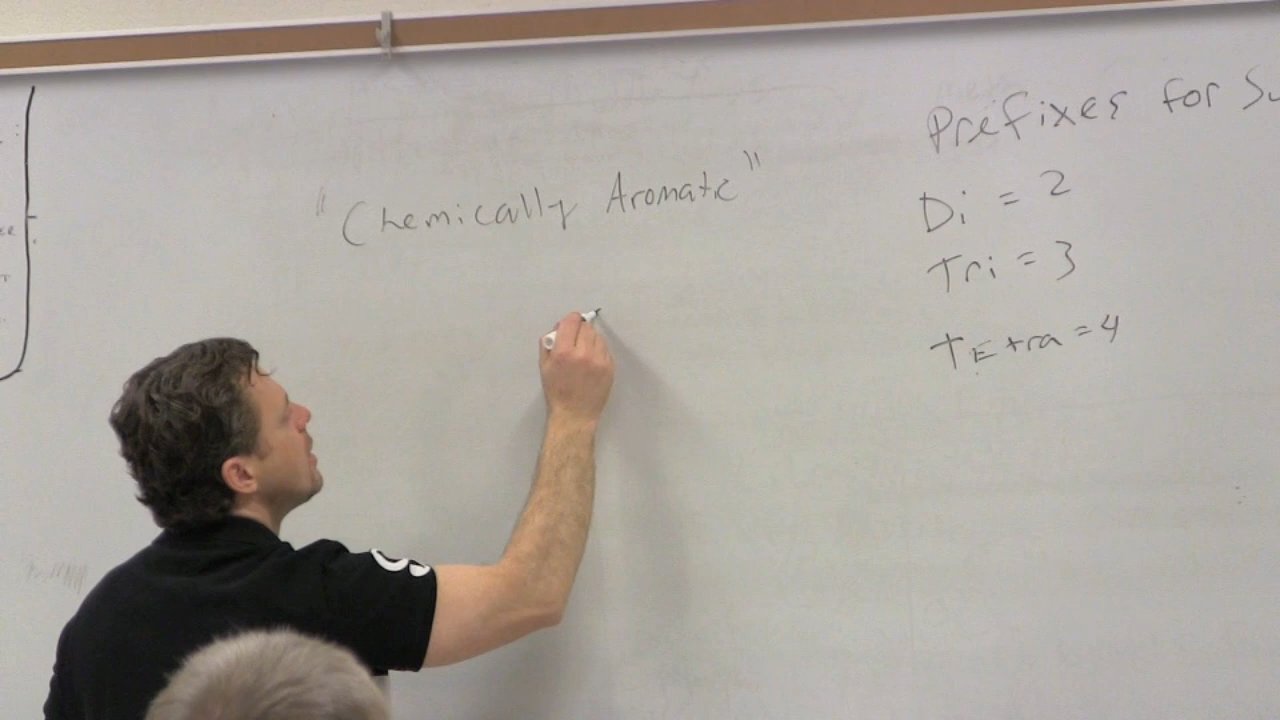 "Chemically Aromatic"
Prefixes for Su
Di = 2
Tri = 3
TEtra = 4